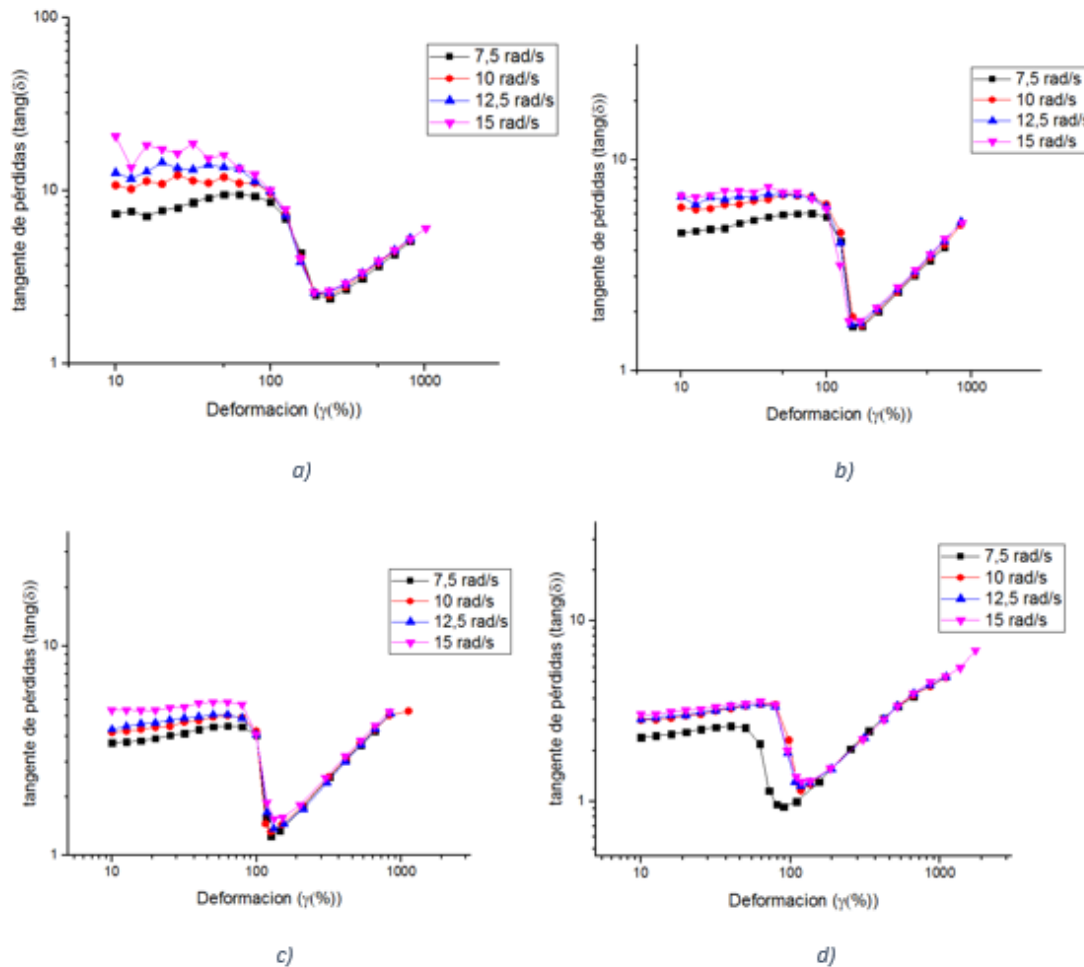 100
10
1
tangente de pérdidas (tang(δ))
7,5 rad/s
10 rad/s
12,5 rad/s
15 rad/s
10 100 1000
Deformacion (γ(%))
a)
10
1
tangente de pérdidas (tang(δ))
7,5 rad/s
10 rad/s
12,5 rad/s
15 rad/s
10 100 1000
Deformacion (γ(%))
b)
10
1
tangente de pérdidas (tang(δ))
7,5 rad/s
10 rad/s
12,5 rad/s
15 rad/s
10 100 1000
Deformacion (γ(%))
c)
10
1
tangente de pérdidas (tang(δ))
7,5 rad/s
10 rad/s
12,5 rad/s
15 rad/s
10 100 1000
Deformacion (γ(%))
d)